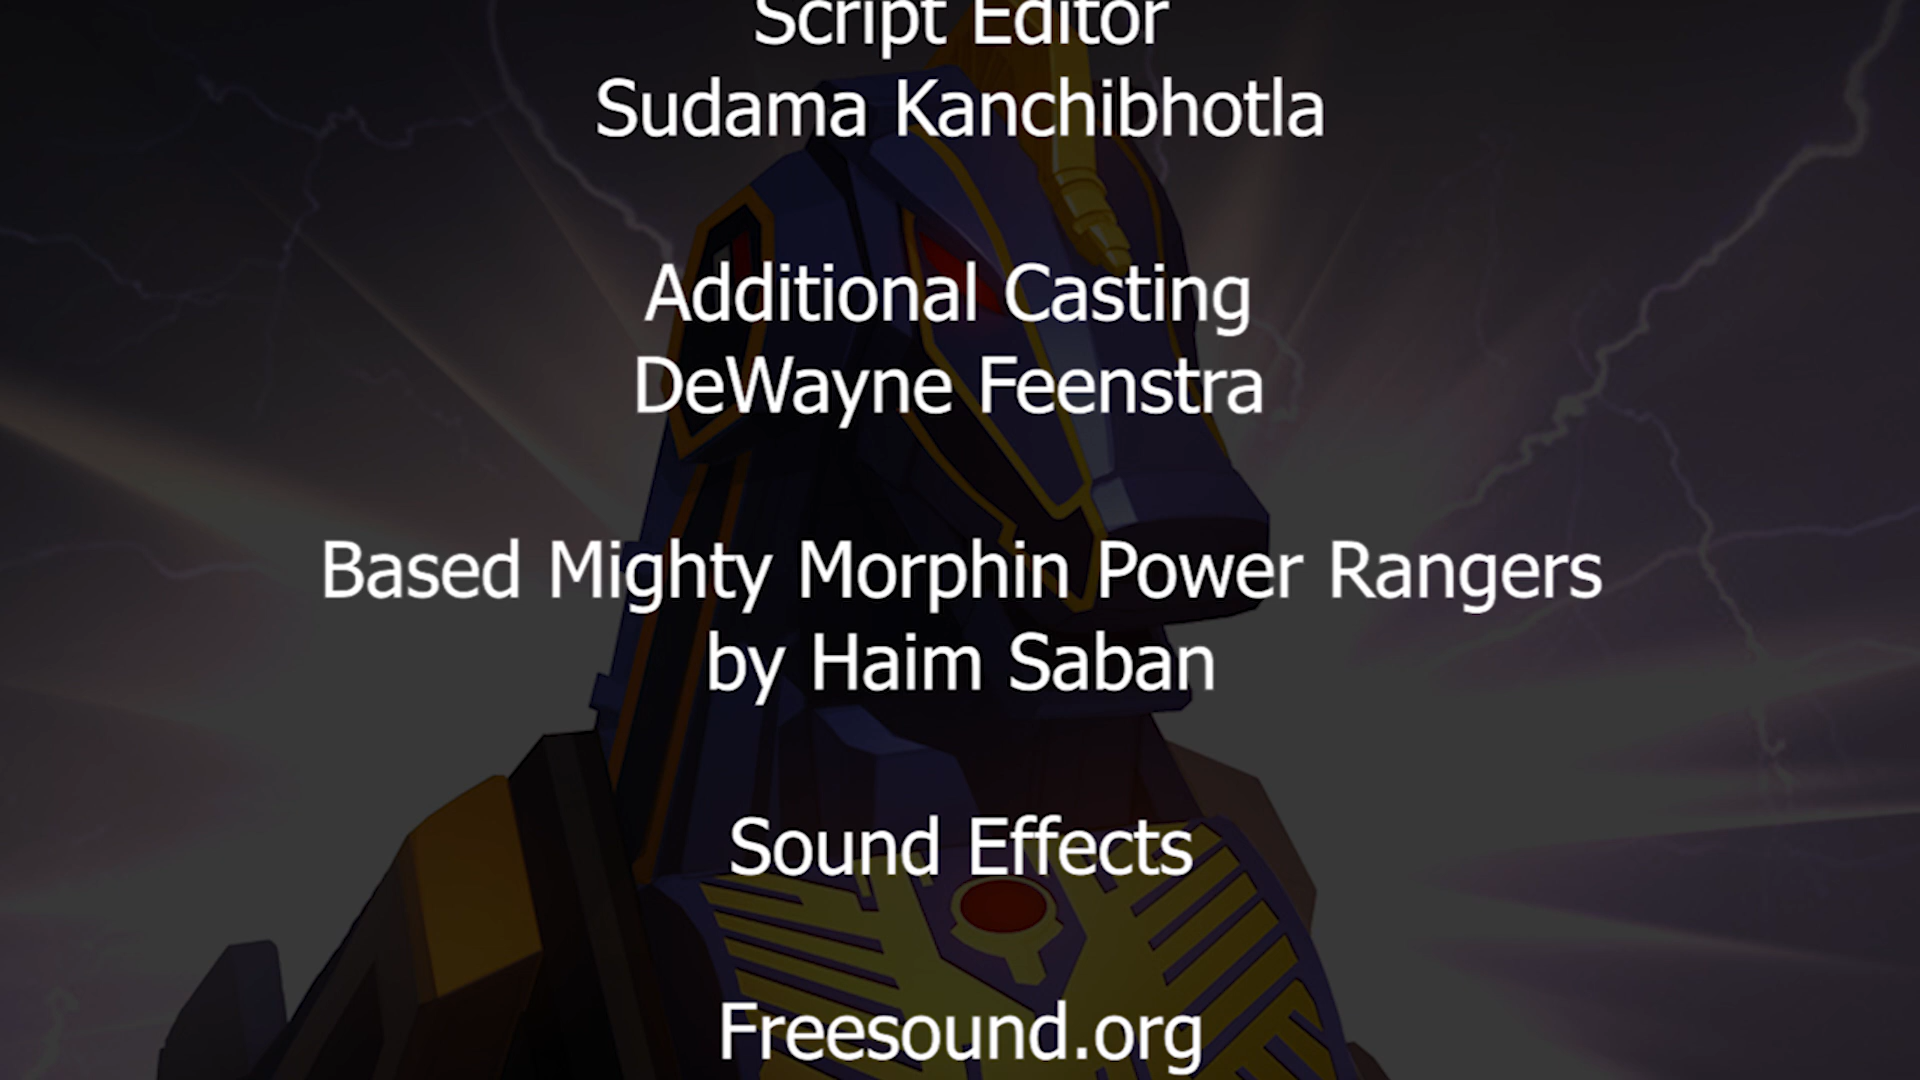 Script Editor
Sudama Kanchibhotla
Additional Casting
DeWayne Feenstra
Based Mighty Morphin Power Rangers
by Haim Saban
Sound Effects
Freesound.org